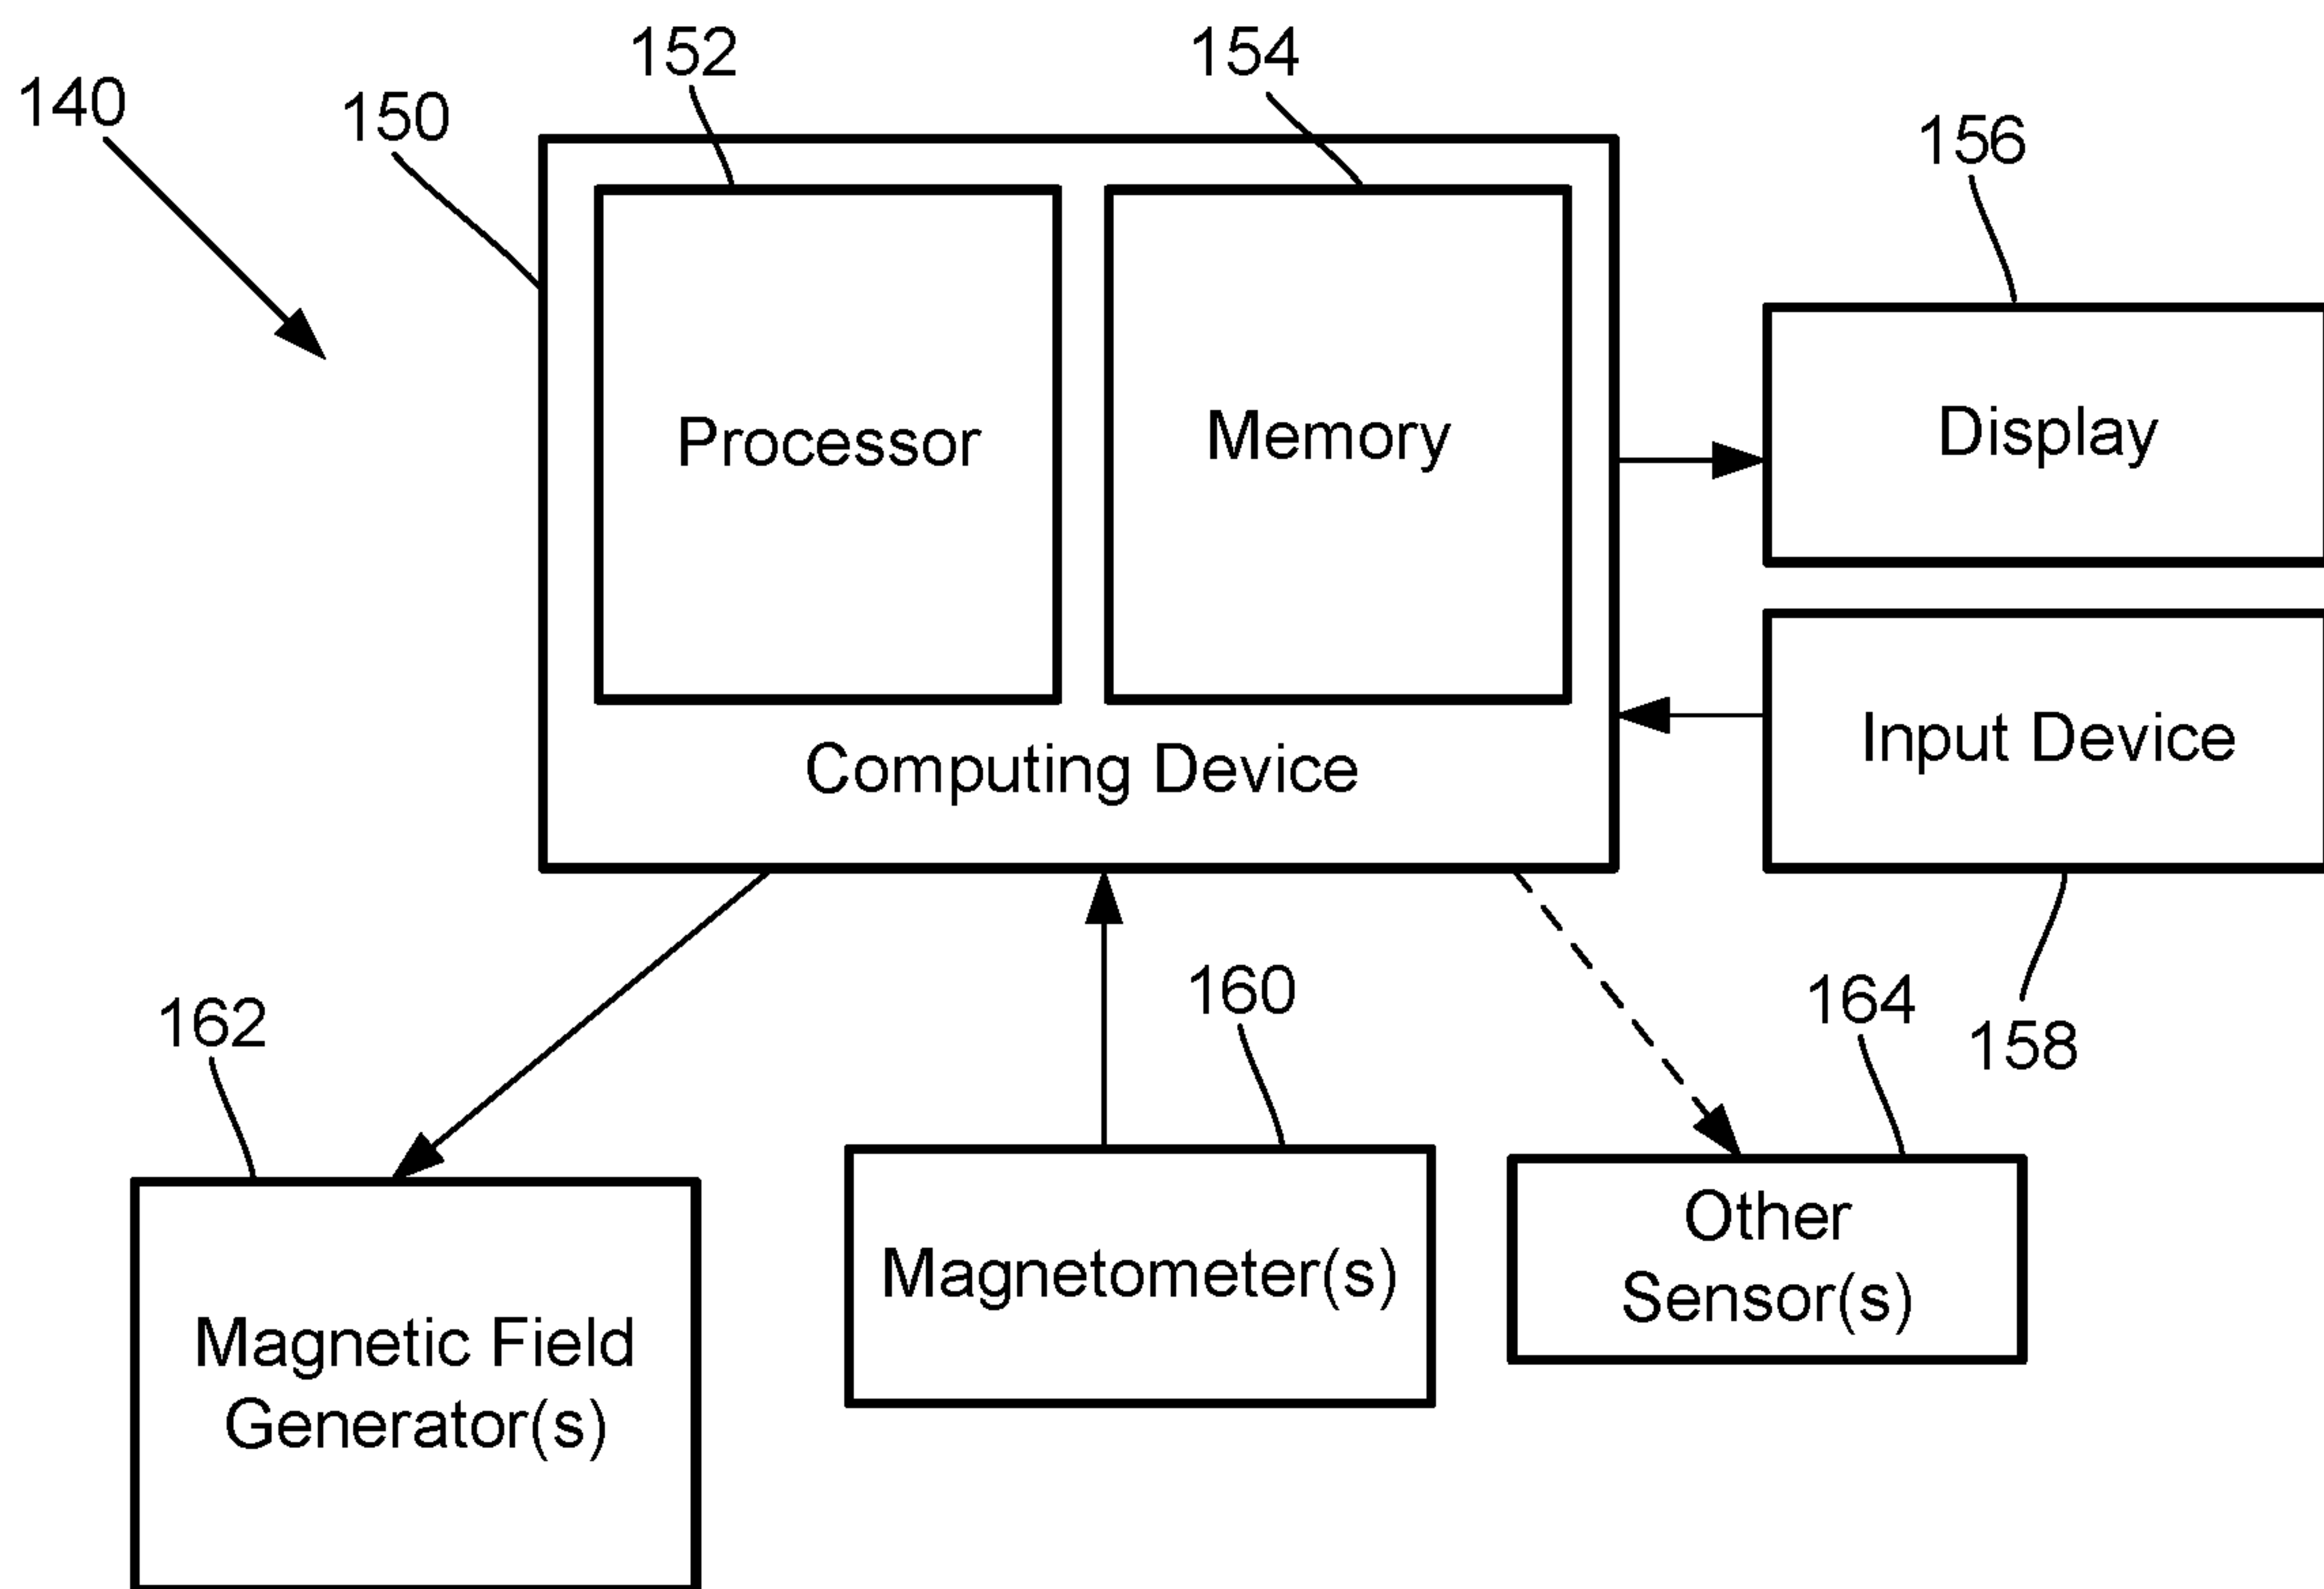 152
154
140
150
156
Processor
Memory
Display
Input Device
Computing Device
162
160
164
158
Other
Sensor(s)
Magnetometer(s)
Magnetic Field
Generator(s)